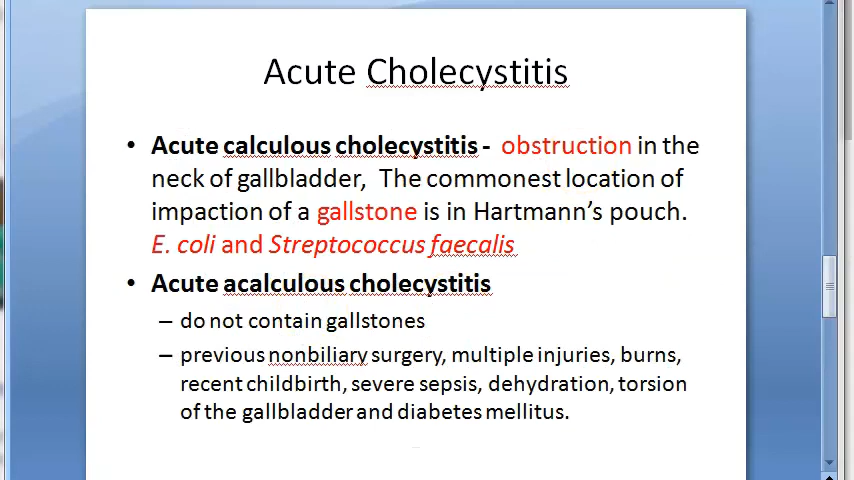 Acute Cholecystitis
• Acute calculous cholecystitis - obstruction in the
neck of gallbladder, The commonest location of
impaction of a gallstone is in Hartmann’s pouch.
E. coli and Streptococcus faecalis
• Acute acalculous cholecystitis
– do not contain gallstones
– previous nonbiliary surgery, multiple injuries, burns,
recent childbirth, severe sepsis, dehydration, torsion
of the gallbladder and diabetes mellitus.